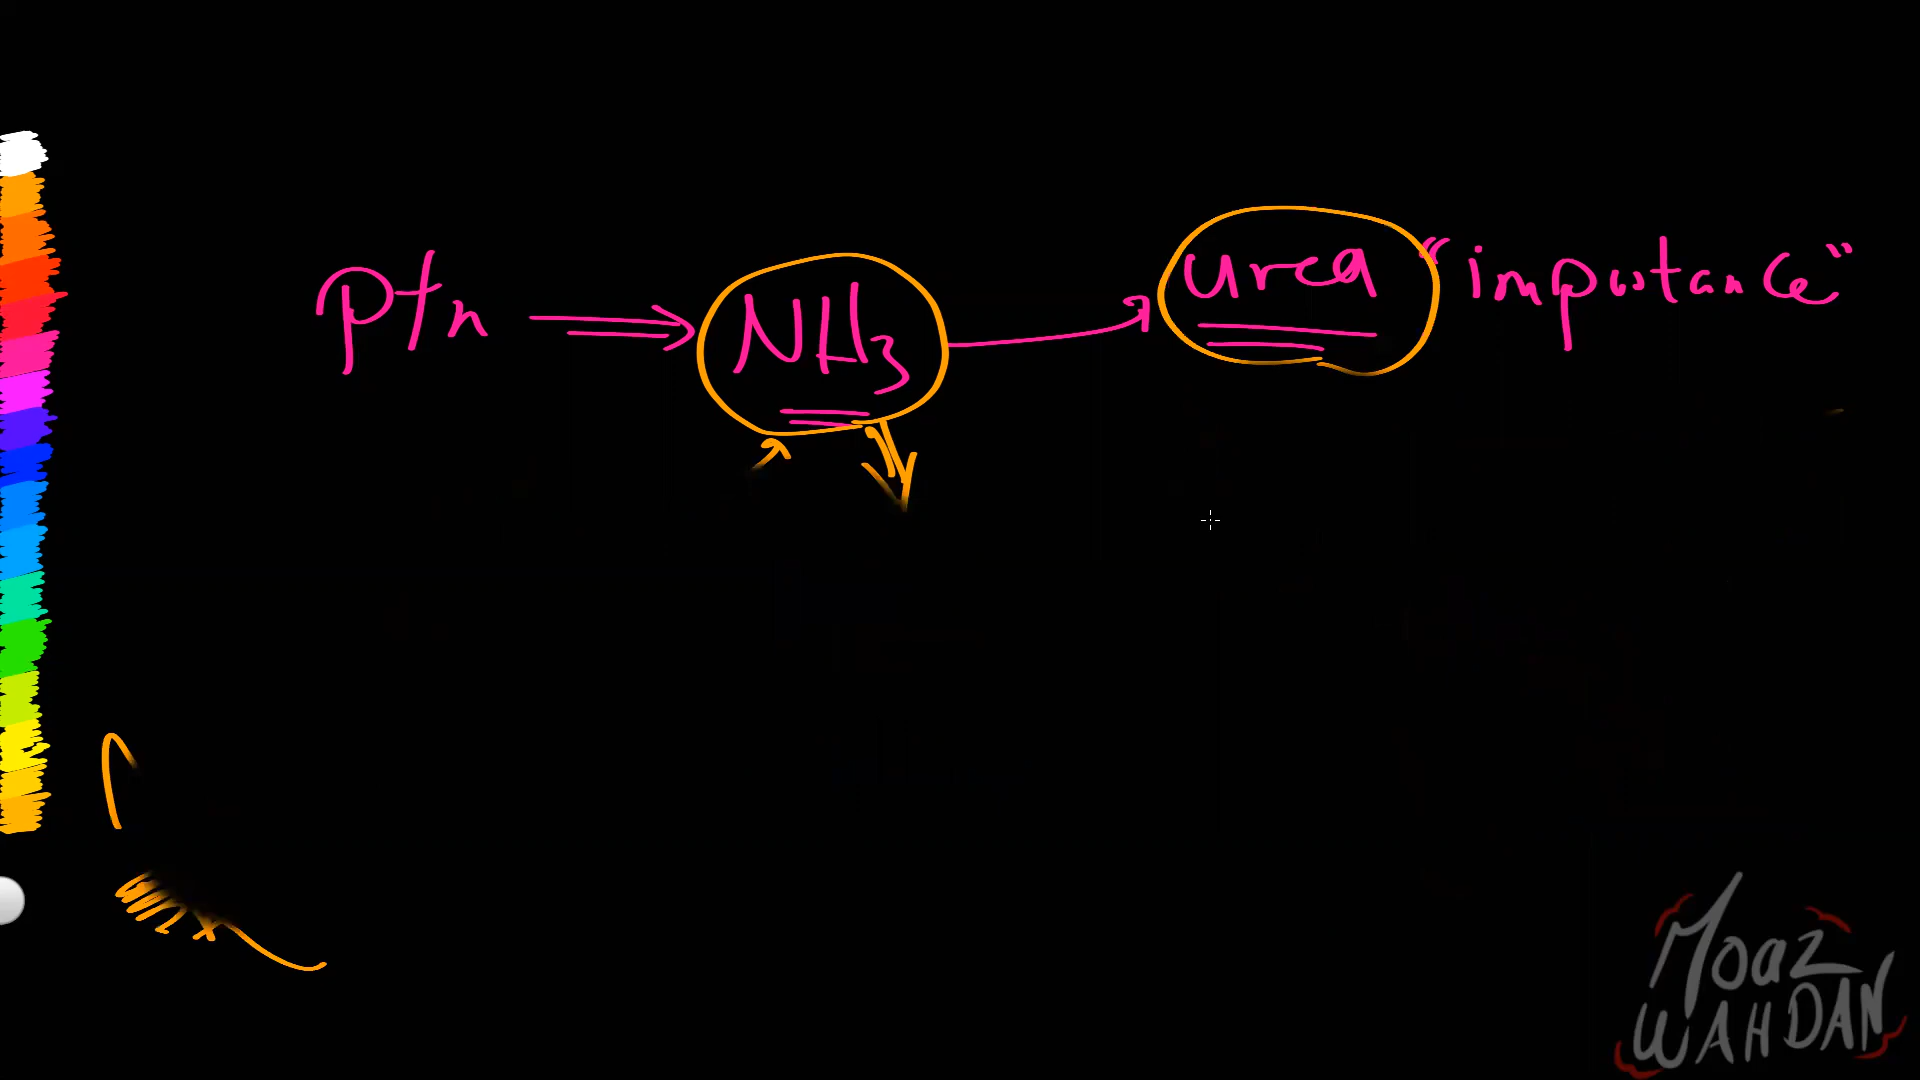 ptn ⇒ NH3 → urea "importance"
MOaZ
WAHDAN